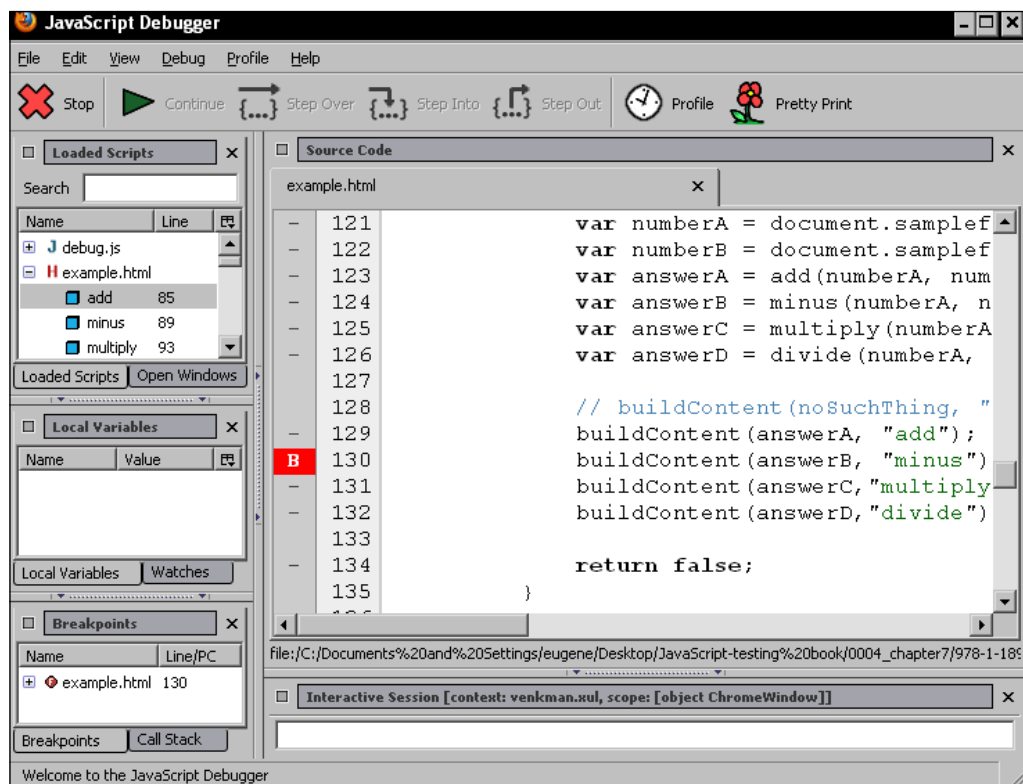 JavaScript Debugger
File Edit View Debug Profile Help
Stop Continue {...} Step Over {...} Step Into {...} Step Out Profile Pretty Print
Loaded Scripts
Search
Name Line
J debug.js
H example.html
add 85
minus 89
multiply 93
Loaded Scripts Open Windows
Local Variables
Name Value
Local Variables Watches
Breakpoints
Name Line/PC
example.html 130
Breakpoints Call Stack
Source Code
example.html
– 121 var numberA = document.samplef
– 122 var numberB = document.samplef
– 123 var answerA = add(numberA, num
– 124 var answerB = minus(numberA, n
– 125 var answerC = multiply(numberA
– 126 var answerD = divide(numberA,
127
128 // buildContent(noSuchThing, "
– 129 buildContent(answerA, "add");
B 130 buildContent(answerB, "minus")
– 131 buildContent(answerC,"multiply
– 132 buildContent(answerD,"divide")
133
– 134 return false;
135 }
file:/C:/Documents%20and%20Settings/eugene/Desktop/JavaScript-testing%20book/0004_chapter7/978-1-189
Interactive Session [context: venkman.xul, scope: [object ChromeWindow]]
Welcome to the JavaScript Debugger